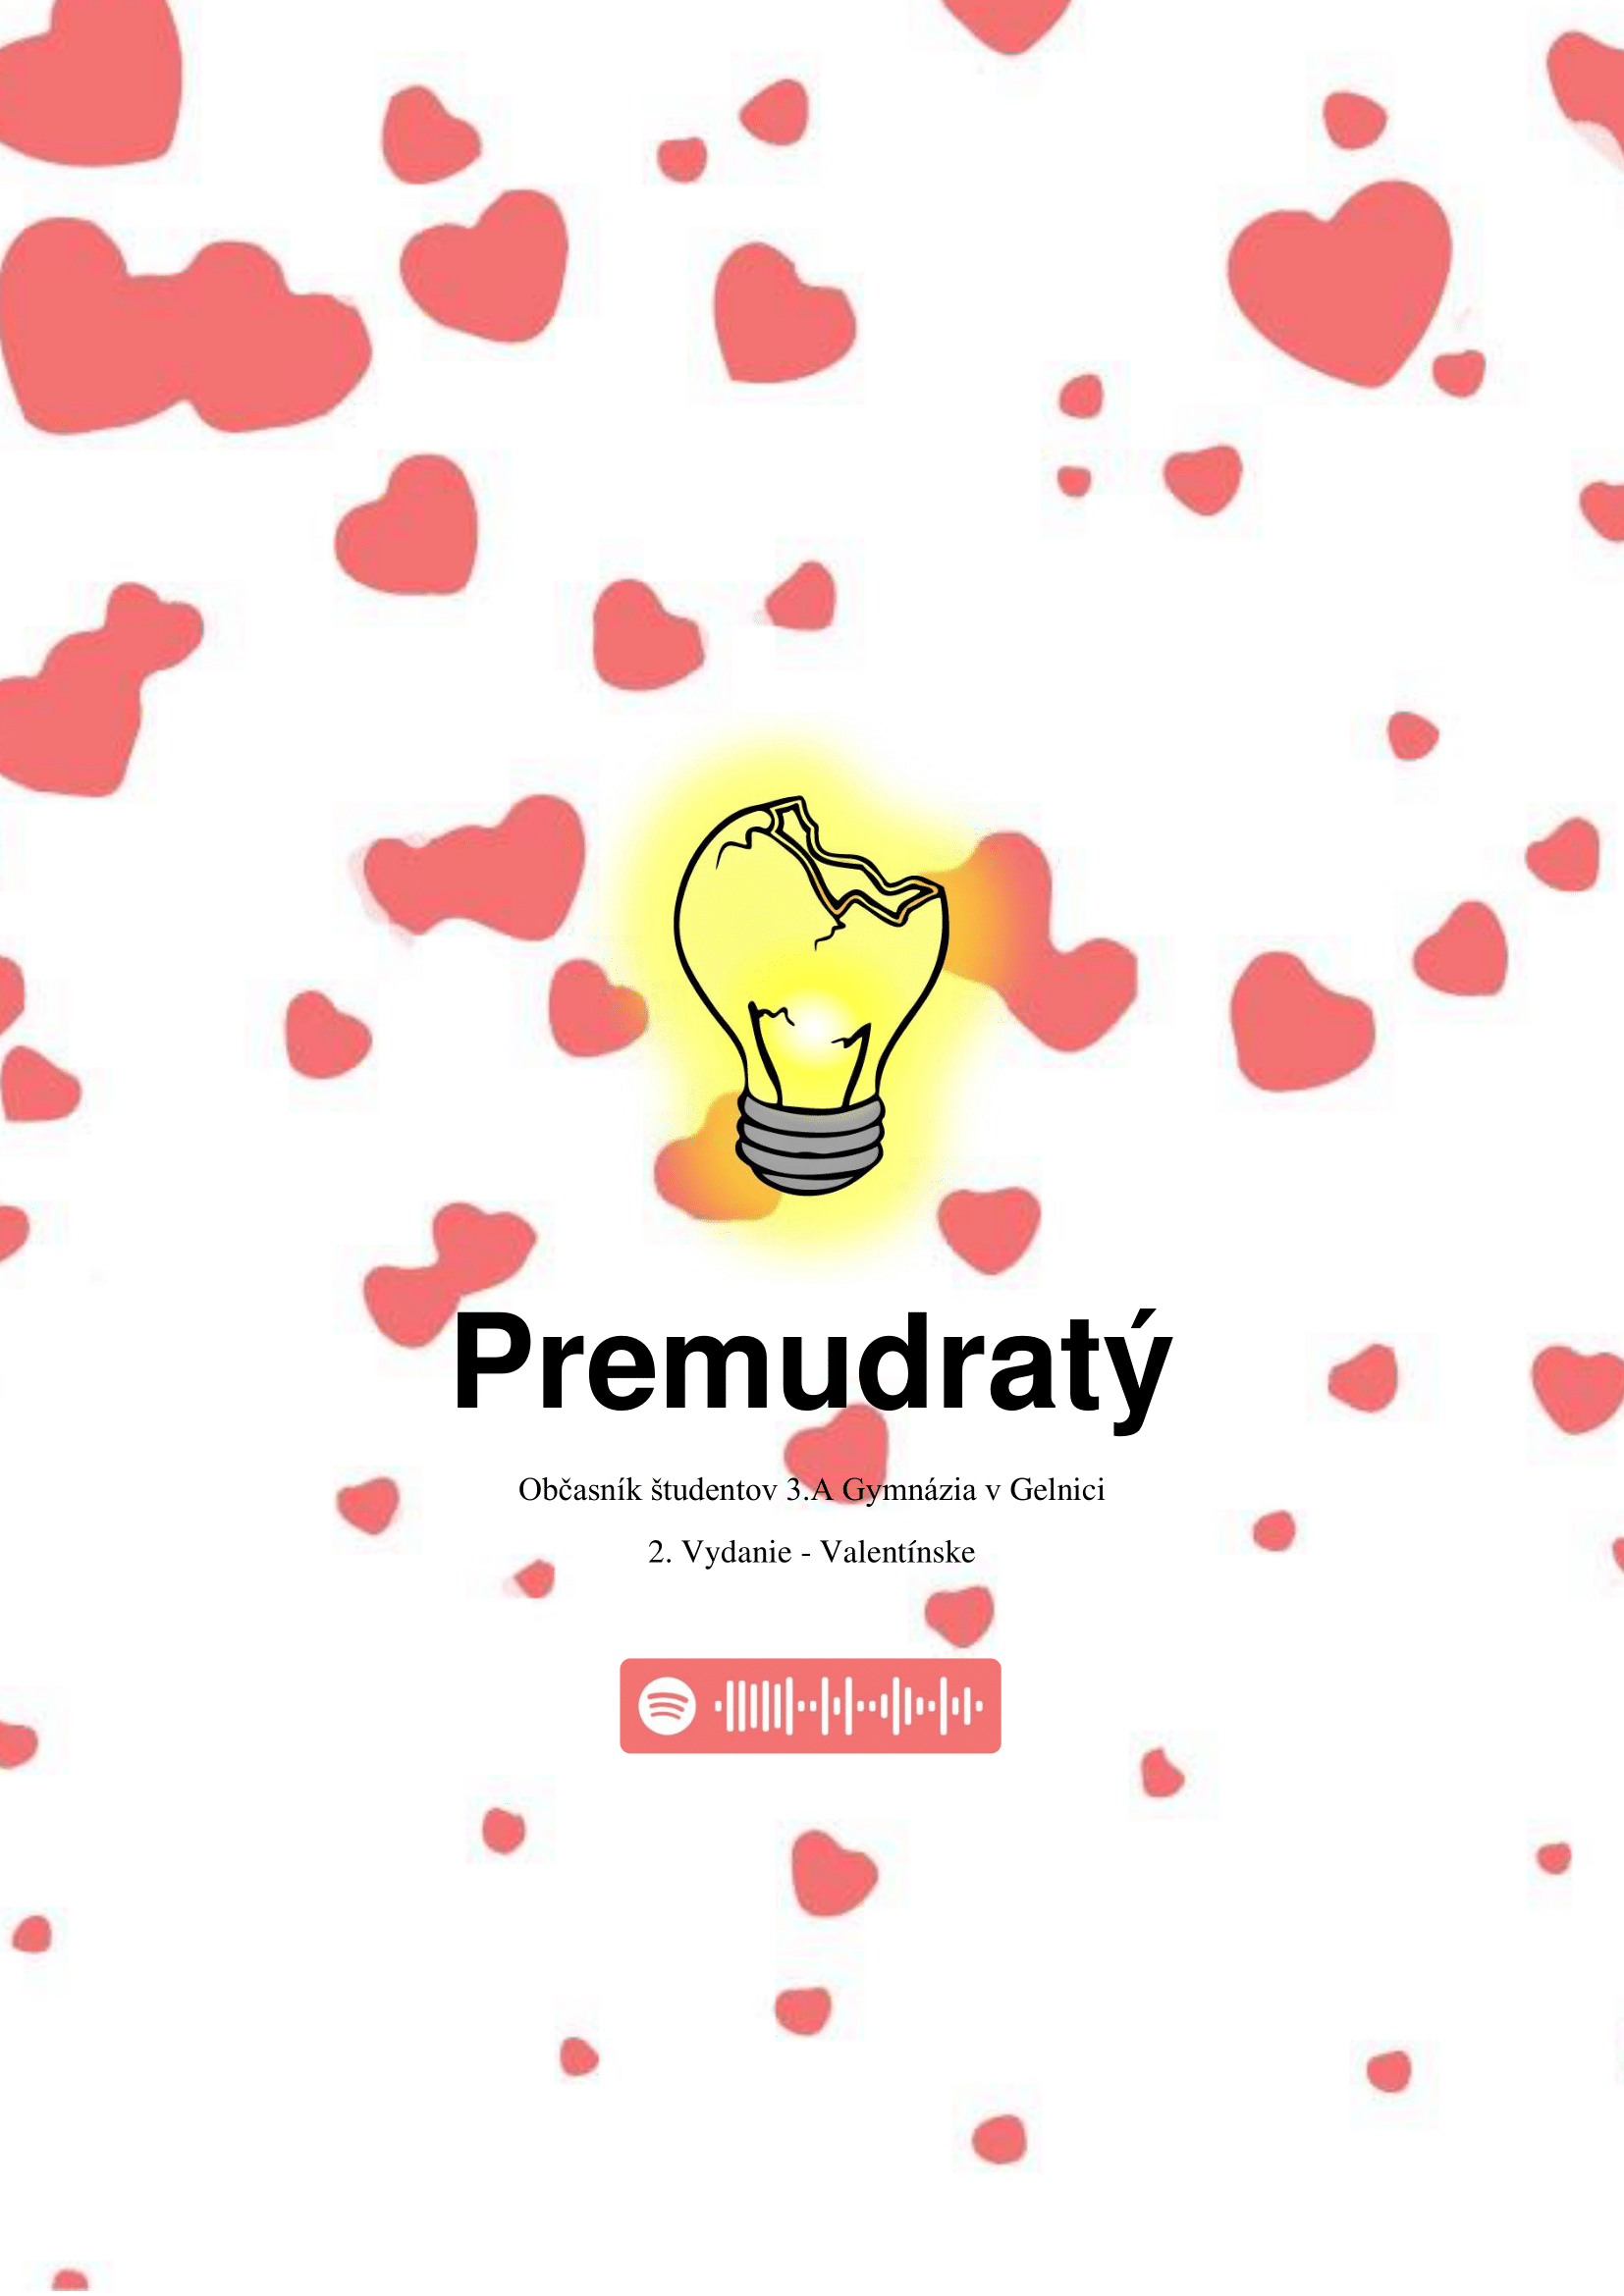 Premudratý
Občasník študentov 3.A Gymnázia v Gelnici
2. Vydanie - Valentínske